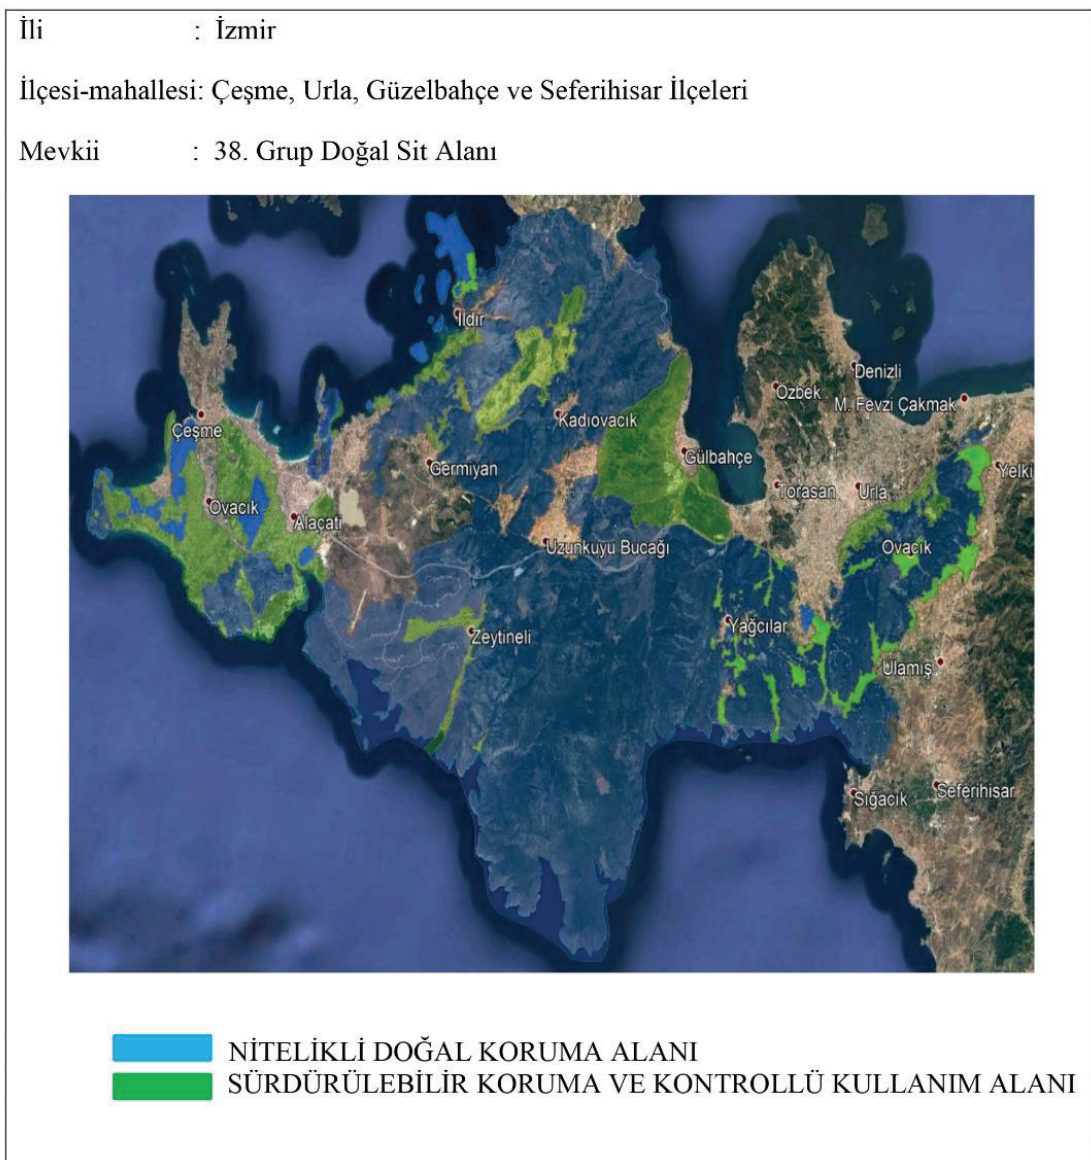 İli : İzmir
İlçesi-mahallesi: Çeşme, Urla, Güzelbahçe ve Seferihisar İlçeleri
Mevkii : 38. Grup Doğal Sit Alanı
Ildır
Denizli
Özbek
M. Fevzi Çakmak
Çeşme
Kadıovacık
Gülbahçe
Germiyan
Yelki
Torasan
Urla
Ovacık
Alaçatı
Uzunkuyu Bucağı
Ovacık
Yağcılar
Zeytineli
Ulamış
Sığacık
Seferihisar
NİTELİKLİ DOĞAL KORUMA ALANI
SÜRDÜRÜLEBİLİR KORUMA VE KONTROLLÜ KULLANIM ALANI